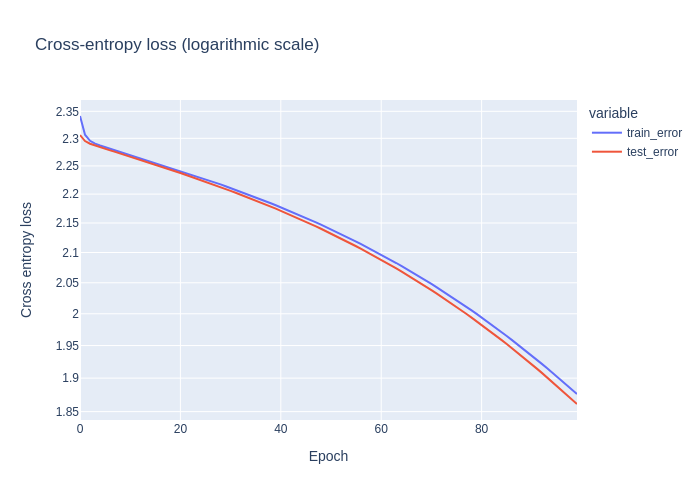 Cross-entropy loss (logarithmic scale)
variable
train_error
test_error
Cross entropy loss
2.35
2.3
2.25
2.2
2.15
2.1
2.05
2
1.95
1.9
1.85
0
20
40
60
80
Epoch